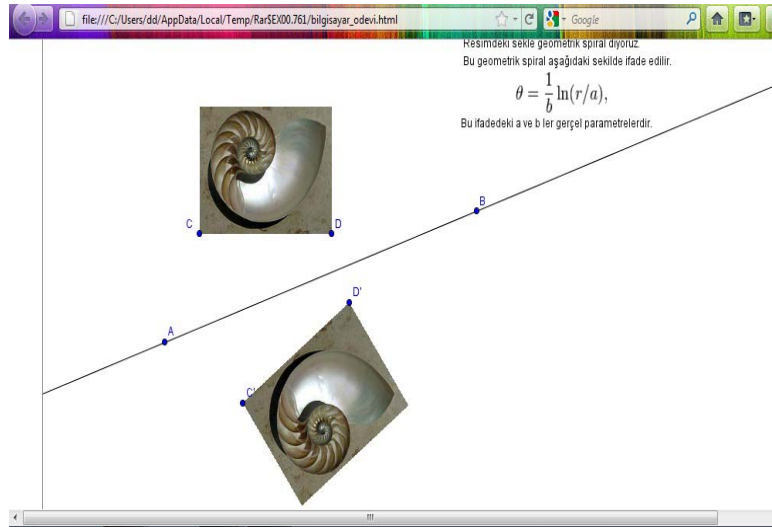 file:///C:/Users/dd/AppData/Local/Temp/Rar$EX00.761/bilgisayar_odevi.html
Google
Resimdeki sekle geometrik spiral diyoruz.
Bu geometrik spiral aşağıdaki sekilde ifade edilir.
θ = 1/b ln(r/a),
Bu ifadedeki a ve b ler gerçel parametrelerdir.
B
C
D
D'
A
C'